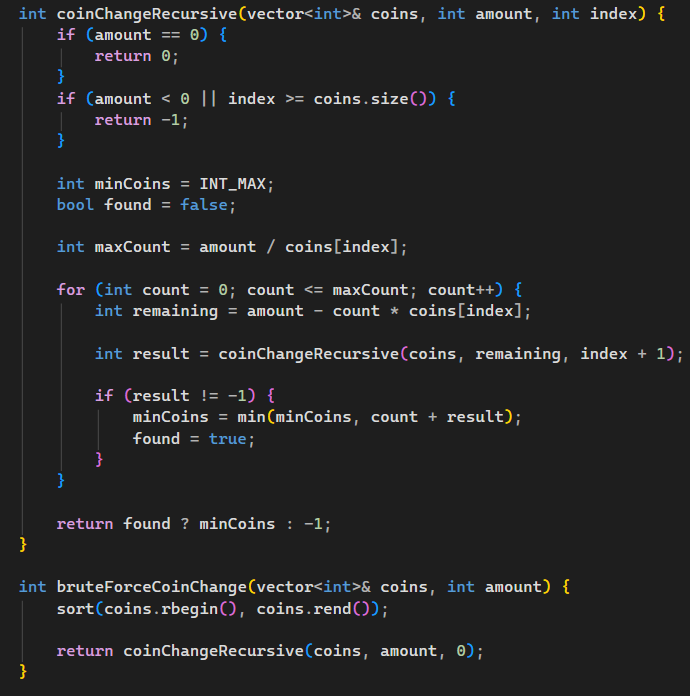 int coinChangeRecursive(vector<int>& coins, int amount, int index) {
    if (amount == 0) {
        return 0;
    }
    if (amount < 0 || index >= coins.size()) {
        return -1;
    }

    int minCoins = INT_MAX;
    bool found = false;

    int maxCount = amount / coins[index];

    for (int count = 0; count <= maxCount; count++) {
        int remaining = amount - count * coins[index];

        int result = coinChangeRecursive(coins, remaining, index + 1);

        if (result != -1) {
            minCoins = min(minCoins, count + result);
            found = true;
        }
    }

    return found ? minCoins : -1;
}

int bruteForceCoinChange(vector<int>& coins, int amount) {
    sort(coins.rbegin(), coins.rend());

    return coinChangeRecursive(coins, amount, 0);
}